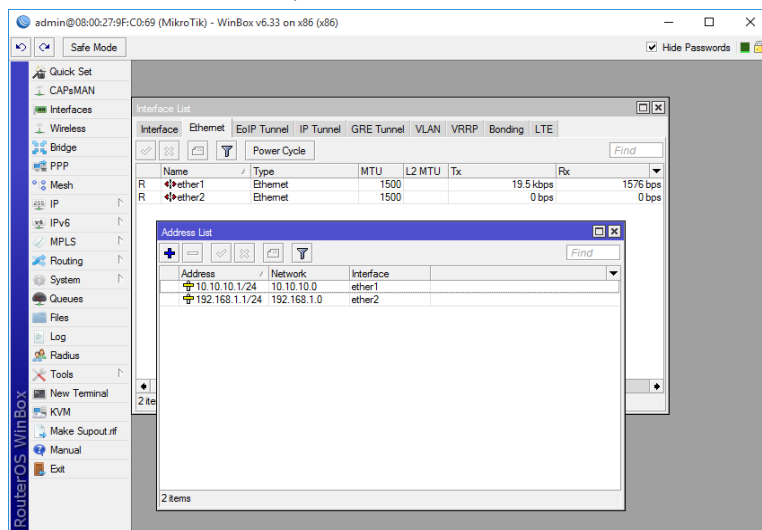 admin@08:00:27:9F:C0:69 (MikroTik) - WinBox v6.33 on x86 (x86)
Safe Mode
Hide Passwords
Quick Set
CAPsMAN
Interfaces
Wireless
Bridge
PPP
Mesh
IP
IPv6
MPLS
Routing
System
Queues
Files
Log
Radius
Tools
New Terminal
KVM
Make Supout.rif
Manual
Exit
RouterOS WinBox
Interface List
Interface Ethernet EoIP Tunnel IP Tunnel GRE Tunnel VLAN VRRP Bonding LTE
Power Cycle Find
Name / Type MTU L2 MTU Tx Rx
R ether1 Ethernet 1500 19.5 kbps 1576 bps
R ether2 Ethernet 1500 0 bps 0 bps
2 ite
Address List
Find
Address / Network Interface
10.10.10.1/24 10.10.10.0 ether1
192.168.1.1/24 192.168.1.0 ether2
2 items